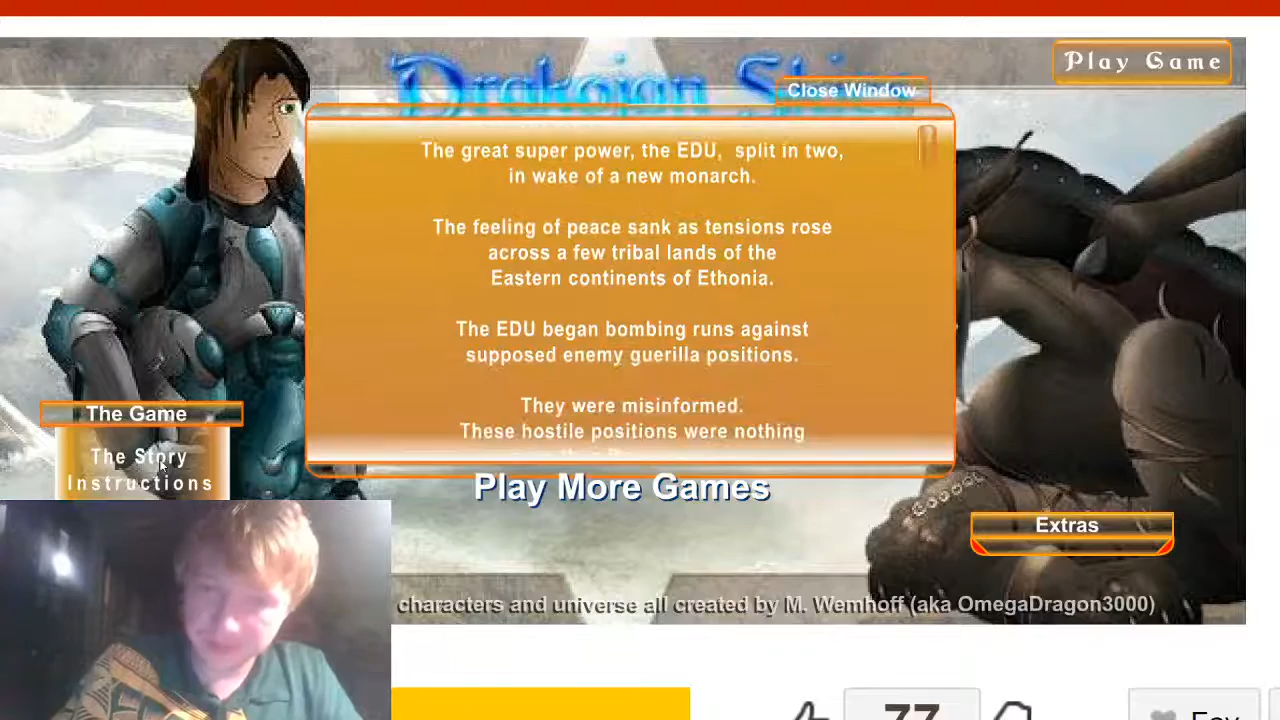 Play Game
Close Window
The great super power, the EDU, split in two,
in wake of a new monarch.
The feeling of peace sank as tensions rose
across a few tribal lands of the
Eastern continents of Ethonia.
The EDU began bombing runs against
supposed enemy guerilla positions.
They were misinformed.
These hostile positions were nothing
The Game
The Story
Instructions
Play More Games
Extras
characters and universe all created by M. Wemhoff (aka OmegaDragon3000)
77